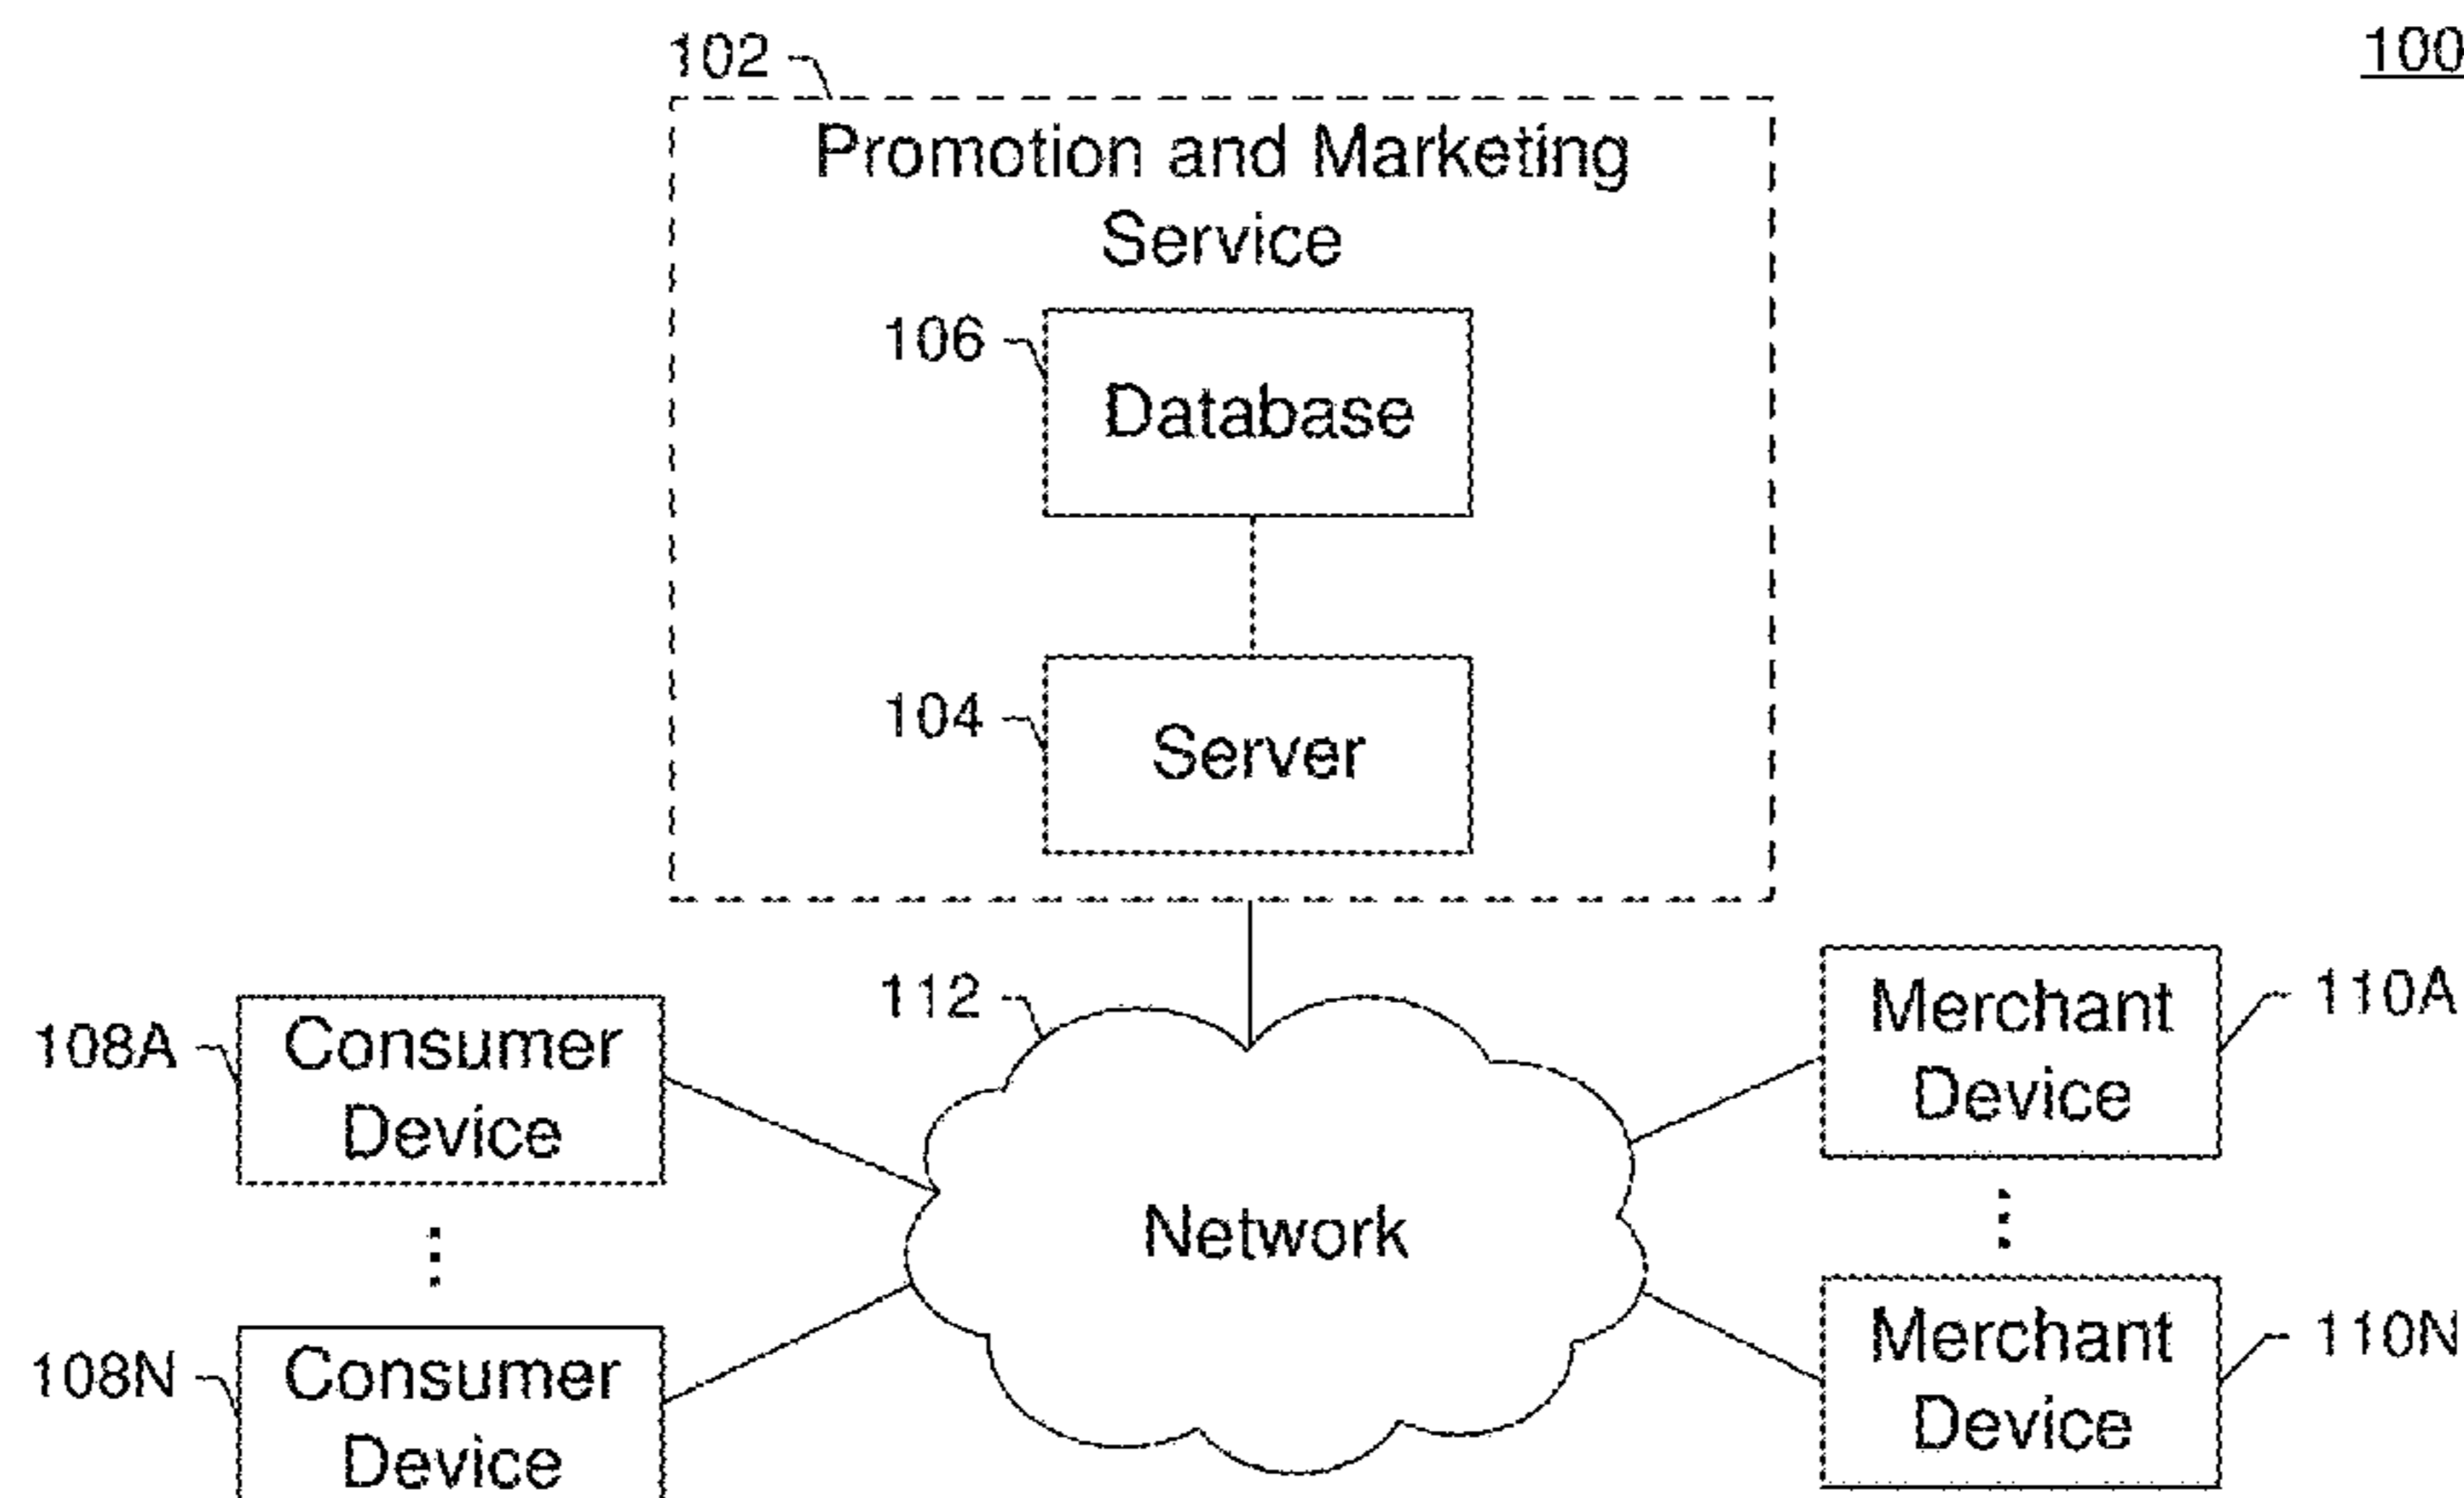 100
102
Promotion and Marketing
Service
106
Database
104
Server
112
108A
Consumer
Device
Merchant
Device
110A
Network
108N
Consumer
Device
Merchant
Device
110N